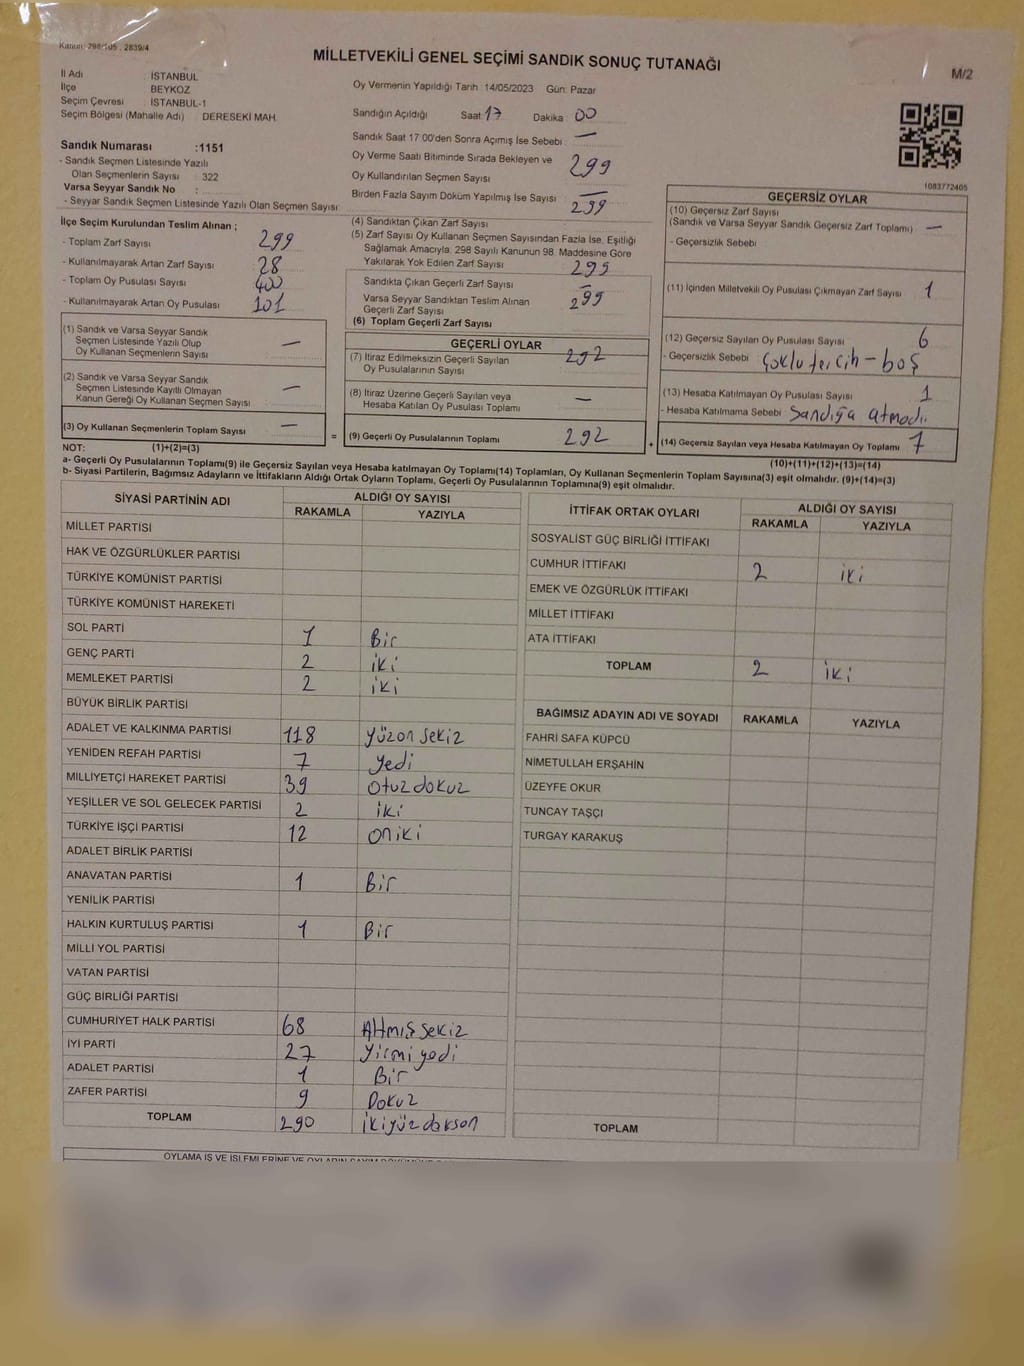 Kanun: 298/105 , 2839/4
MİLLETVEKİLİ GENEL SEÇİMİ SANDIK SONUÇ TUTANAĞI
M/2
İl Adı : İSTANBUL
İlçe : BEYKOZ
Seçim Çevresi : İSTANBUL-1
Seçim Bölgesi (Mahalle Adı) : DERESEKİ MAH.
Sandık Numarası :1151
- Sandık Seçmen Listesinde Yazılı
Olan Seçmenlerin Sayısı : 322
Varsa Seyyar Sandık No :
- Seyyar Sandık Seçmen Listesinde Yazılı Olan Seçmen Sayısı
Oy Vermenin Yapıldığı Tarih :14/05/2023 Gün: Pazar
Sandığın Açıldığı Saat 17 Dakika 00
Sandık Saat 17:00'den Sonra Açımış İse Sebebi : —
Oy Verme Saati Bitiminde Sırada Bekleyen ve
Oy Kullandırılan Seçmen Sayısı 299
Birden Fazla Sayım Döküm Yapılmış İse Sayısı —
1083772405
İlçe Seçim Kurulundan Teslim Alınan ;
- Toplam Zarf Sayısı 299
- Kullanılmayarak Artan Zarf Sayısı 28
- Toplam Oy Pusulası Sayısı 400
- Kullanılmayarak Artan Oy Pusulası 101
(4) Sandıktan Çıkan Zarf Sayısı 299
(5) Zarf Sayısı Oy Kullanan Seçmen Sayısından Fazla İse, Eşitliği
Sağlamak Amacıyla: 298 Sayılı Kanunun 98. Maddesine Göre
Yakılarak Yok Edilen Zarf Sayısı
Sandıkta Çıkan Geçerli Zarf Sayısı 299
Varsa Seyyar Sandıktan Teslim Alınan
Geçerli Zarf Sayısı —
(6) Toplam Geçerli Zarf Sayısı 299
GEÇERSİZ OYLAR
(10) Geçersiz Zarf Sayısı
(Sandık ve Varsa Seyyar Sandık Geçersiz Zarf Toplamı) —
- Geçersizlik Sebebi
(11) İçinden Milletvekili Oy Pusulası Çıkmayan Zarf Sayısı 1
(12) Geçersiz Sayılan Oy Pusulası Sayısı 6
- Geçersizlik Sebebi : Çoklu tercih - boş
(13) Hesaba Katılmayan Oy Pusulası Sayısı 1
- Hesaba Katılmama Sebebi : Sandığa atmadı
(14) Geçersiz Sayılan veya Hesaba Katılmayan Oy Toplamı 7
(10)+(11)+(12)+(13)=(14)
(1) Sandık ve Varsa Seyyar Sandık
Seçmen Listesinde Yazılı Olup
Oy Kullanan Seçmenlerin Sayısı —
(2) Sandık ve Varsa Seyyar Sandık
Seçmen Listesinde Kayıtlı Olmayan
Kanun Gereği Oy Kullanan Seçmen Sayısı —
(3) Oy Kullanan Seçmenlerin Toplam Sayısı —
(1)+(2)=(3)
GEÇERLİ OYLAR
(7) İtiraz Edilmeksizin Geçerli Sayılan
Oy Pusulalarının Sayısı 292
(8) İtiraz Üzerine Geçerli Sayılan veya
Hesaba Katılan Oy Pusulası Toplamı —
= (9) Geçerli Oy Pusulalarının Toplamı 292 +
NOT:
a- Geçerli Oy Pusulalarının Toplamı(9) ile Geçersiz Sayılan veya Hesaba katılmayan Oy Toplamı(14) Toplamları, Oy Kullanan Seçmenlerin Toplam Sayısına(3) eşit olmalıdır. (9)+(14)=(3)
b- Siyasi Partilerin, Bağımsız Adayların ve İttifakların Aldığı Ortak Oyların Toplamı, Geçerli Oy Pusulalarının Toplamına(9) eşit olmalıdır.
SİYASİ PARTİNİN ADI ALDIĞI OY SAYISI
RAKAMLA YAZIYLA
MİLLET PARTİSİ
HAK VE ÖZGÜRLÜKLER PARTİSİ
TÜRKİYE KOMÜNİST PARTİSİ
TÜRKİYE KOMÜNİST HAREKETİ
SOL PARTİ 1 Bir
GENÇ PARTİ 2 iki
MEMLEKET PARTİSİ 2 iki
BÜYÜK BİRLİK PARTİSİ
ADALET VE KALKINMA PARTİSİ 118 yüzon sekiz
YENİDEN REFAH PARTİSİ 7 yedi
MİLLİYETÇİ HAREKET PARTİSİ 39 otuz dokuz
YEŞİLLER VE SOL GELECEK PARTİSİ 2 iki
TÜRKİYE İŞÇİ PARTİSİ 12 oniki
ADALET BİRLİK PARTİSİ
ANAVATAN PARTİSİ 1 Bir
YENİLİK PARTİSİ
HALKIN KURTULUŞ PARTİSİ 1 Bir
MİLLİ YOL PARTİSİ
VATAN PARTİSİ
GÜÇ BİRLİĞİ PARTİSİ
CUMHURİYET HALK PARTİSİ 68 Altmış sekiz
İYİ PARTİ 27 yirmi yedi
ADALET PARTİSİ 1 Bir
ZAFER PARTİSİ 9 Dokuz
TOPLAM 290 ikiyüz doksan
İTTİFAK ORTAK OYLARI ALDIĞI OY SAYISI
RAKAMLA YAZIYLA
SOSYALİST GÜÇ BİRLİĞİ İTTİFAKI
CUMHUR İTTİFAKI 2 iki
EMEK VE ÖZGÜRLÜK İTTİFAKI
MİLLET İTTİFAKI
ATA İTTİFAKI
TOPLAM 2 iki
BAĞIMSIZ ADAYIN ADI VE SOYADI RAKAMLA YAZIYLA
FAHRİ SAFA KÜPCÜ
NİMETULLAH ERŞAHİN
ÜZEYFE OKUR
TUNCAY TAŞÇI
TURGAY KARAKUŞ
TOPLAM